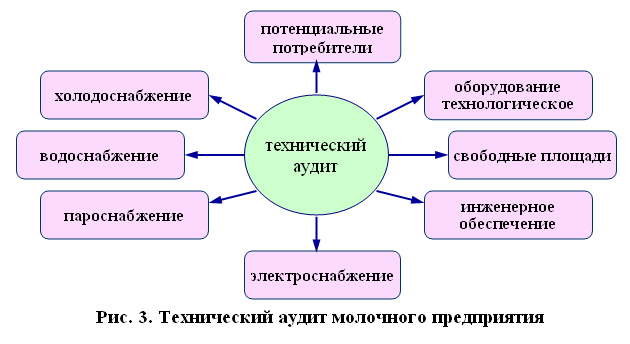 потенциальные
потребители
холодоснабжение
оборудование
технологическое
технический
аудит
водоснабжение
свободные площади
пароснабжение
инженерное
обеспечение
электроснабжение
Рис. 3. Технический аудит молочного предприятия